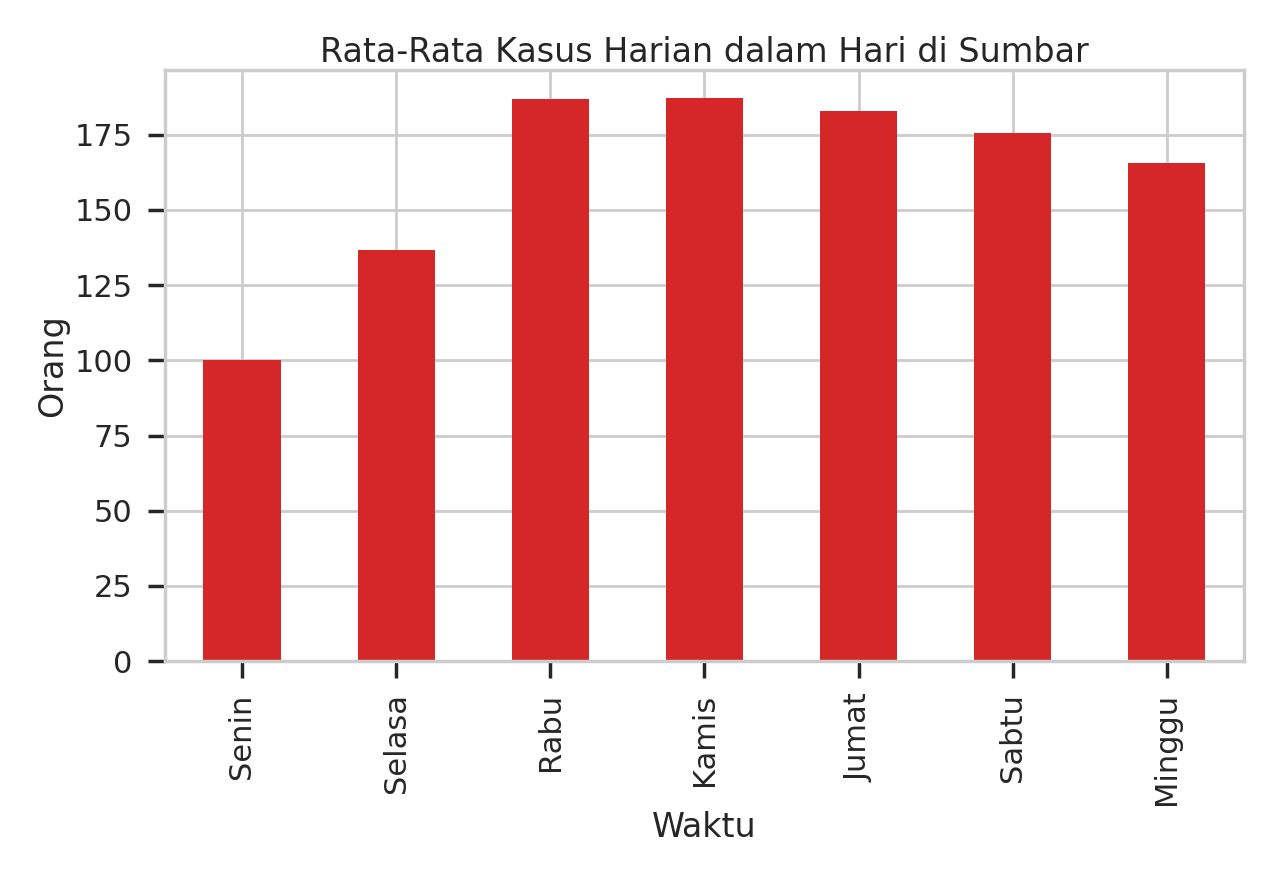 Rata-Rata Kasus Harian dalam Hari di Sumbar
Orang
175
150
125
100
75
50
25
0
Senin
Selasa
Rabu
Kamis
Jumat
Sabtu
Minggu
Waktu